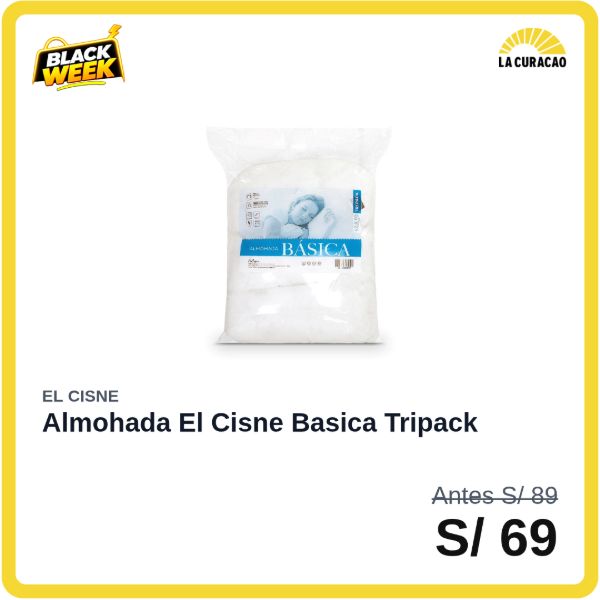 BLACK
WEEK
LA CURACAO
ALMOHADA BÁSICA
EL CISNE
Almohada El Cisne Basica Tripack
Antes S/ 89
S/ 69